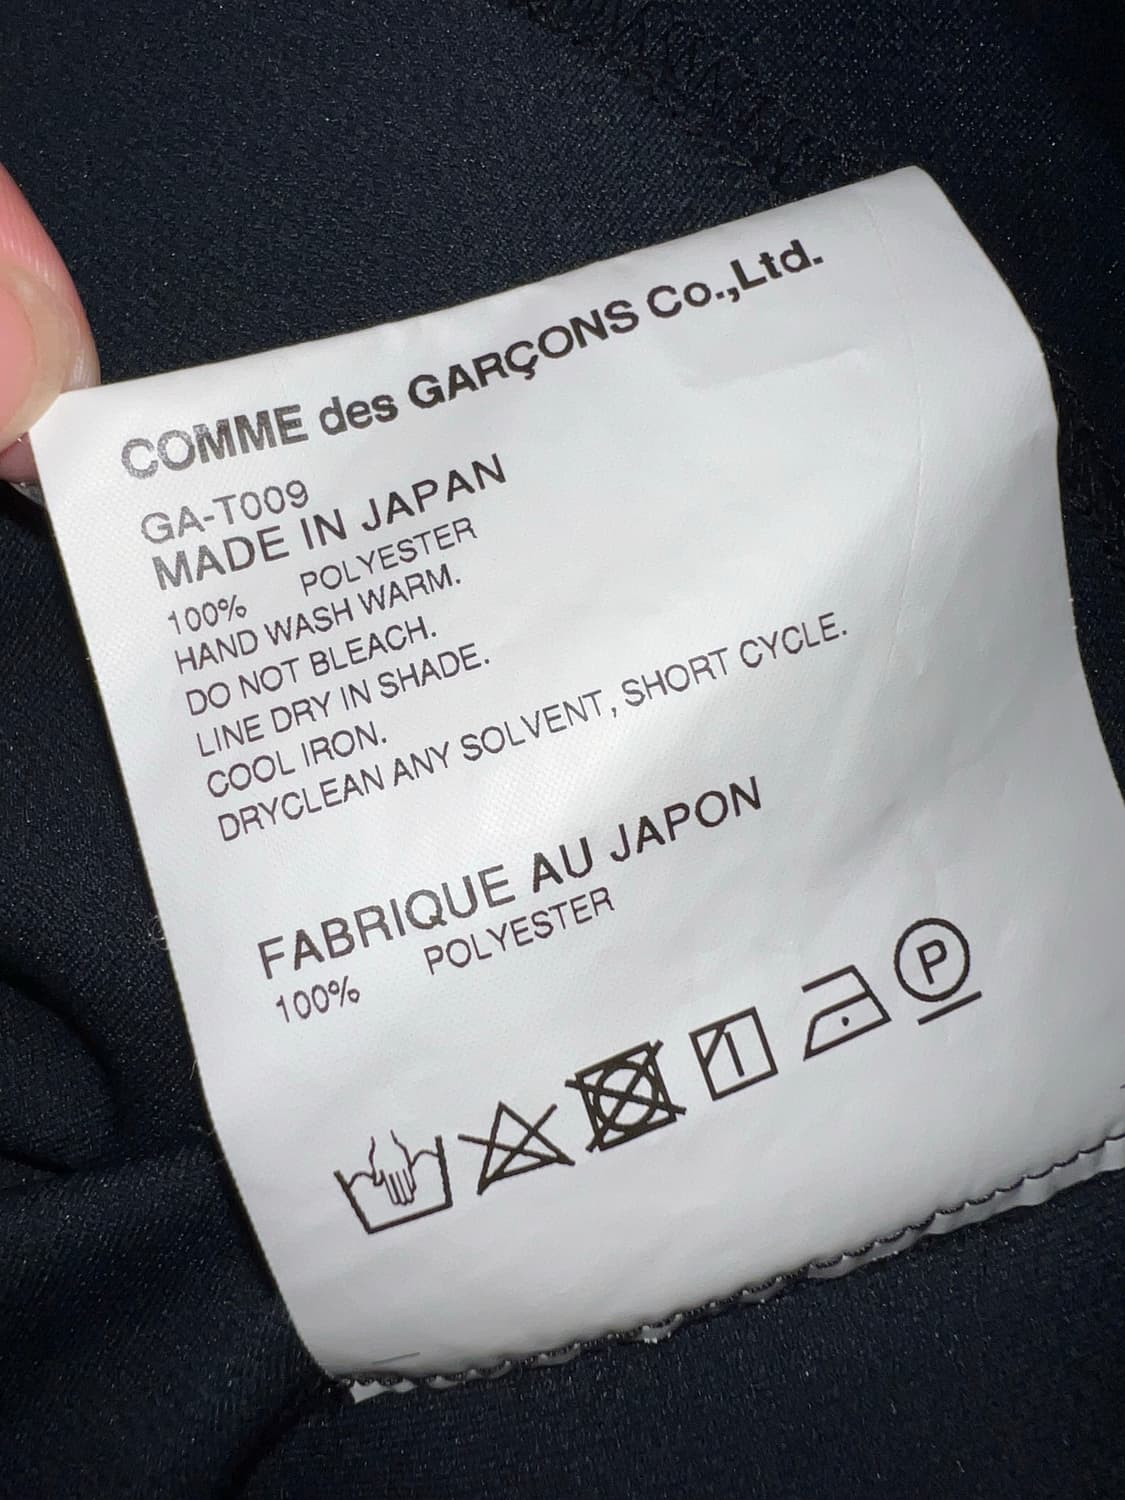 COMME des GARÇONS Co.,Ltd.
GA-T009
MADE IN JAPAN
100% POLYESTER
HAND WASH WARM.
DO NOT BLEACH.
LINE DRY IN SHADE.
COOL IRON.
DRYCLEAN ANY SOLVENT, SHORT CYCLE.
FABRIQUE AU JAPON
100% POLYESTER
P